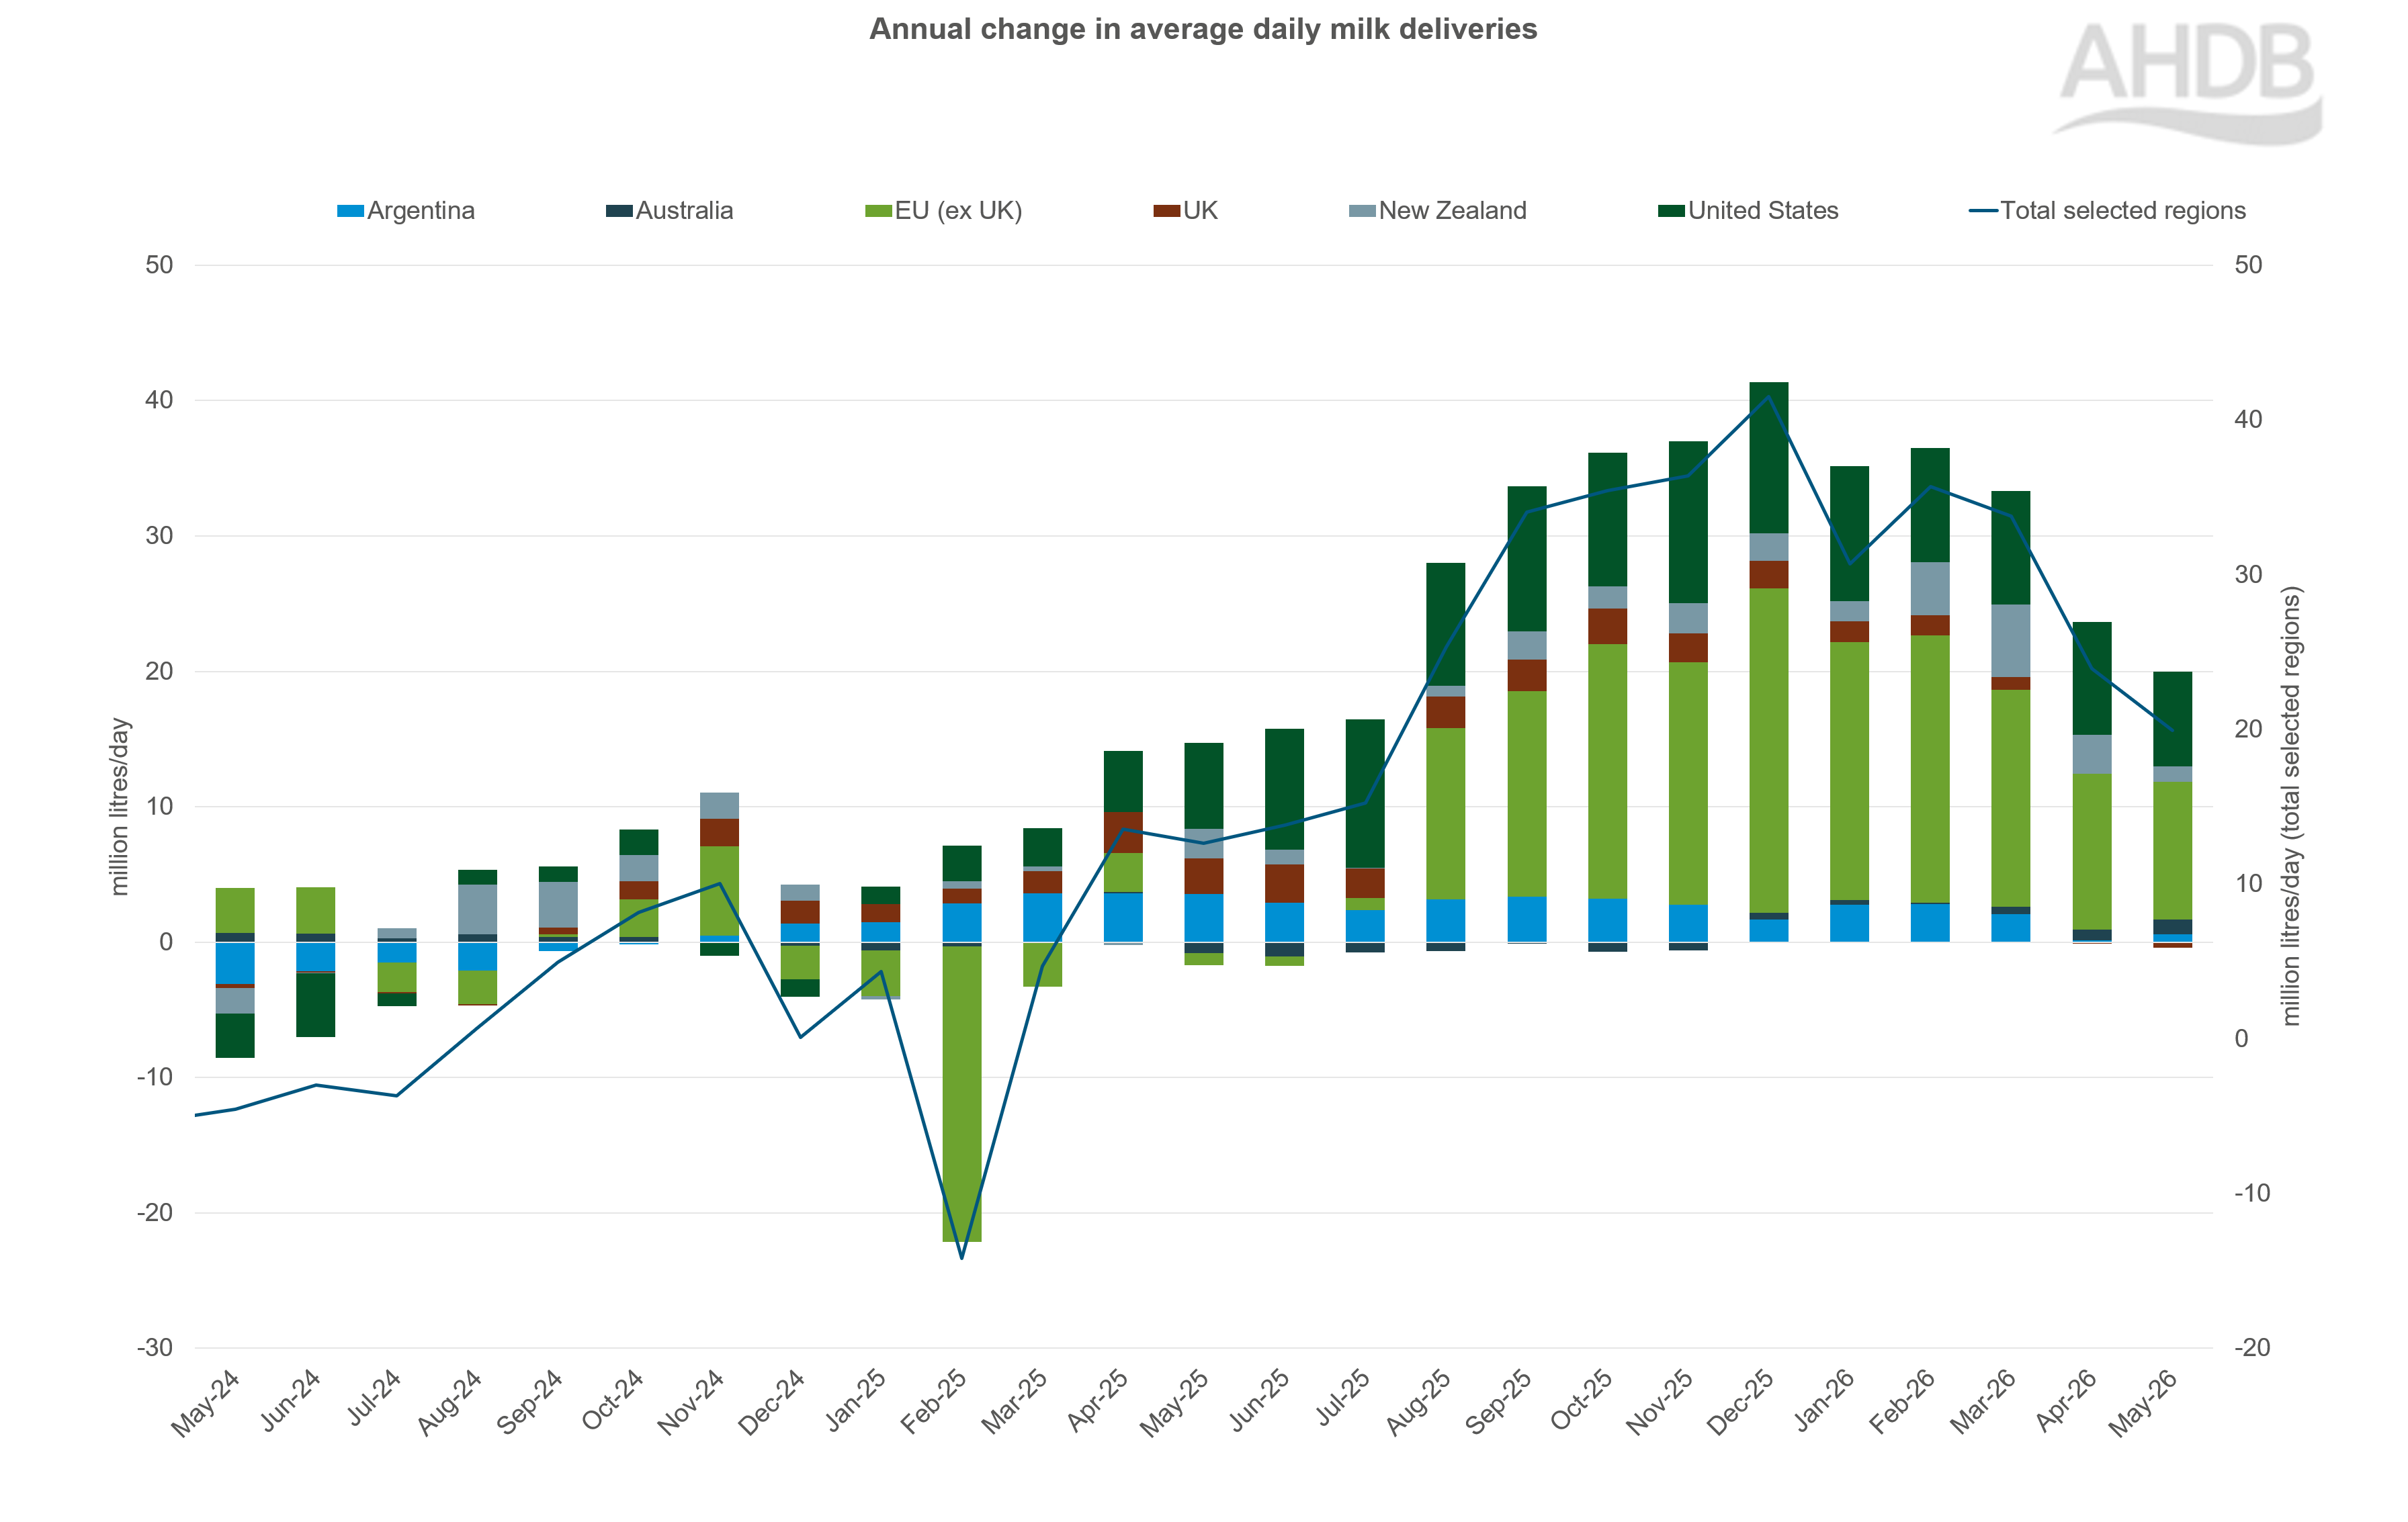 Annual change in average daily milk deliveries
AHDB
Argentina Australia EU (ex UK) UK New Zealand United States Total selected regions
50 50
40 40
30 30
20 20
10 10
0 0
-10 -10
-20 -20
-30
million litres/day
million litres/day (total selected regions)
May-24 Jun-24 Jul-24 Aug-24 Sep-24 Oct-24 Nov-24 Dec-24 Jan-25 Feb-25 Mar-25 Apr-25 May-25 Jun-25 Jul-25 Aug-25 Sep-25 Oct-25 Nov-25 Dec-25 Jan-26 Feb-26 Mar-26 Apr-26 May-26